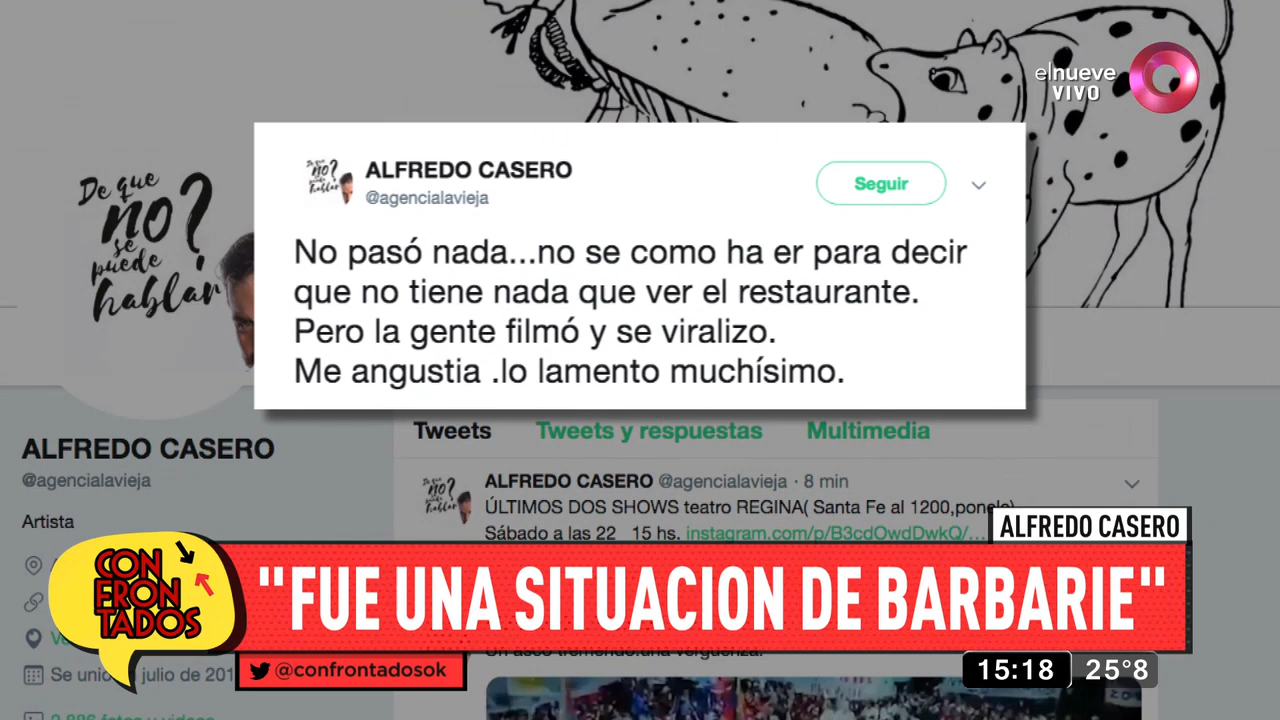 elnueve
VIVO
De que
no?
se
puede
hablar
ALFREDO CASERO
@agencialavieja
Seguir
No pasó nada...no se como ha er para decir
que no tiene nada que ver el restaurante.
Pero la gente filmó y se viralizo.
Me angustia .lo lamento muchísimo.
ALFREDO CASERO
@agencialavieja
Artista
Se unió julio de 201
Tweets
Tweets y respuestas
Multimedia
ALFREDO CASERO @agencialavieja · 8 min
ÚLTIMOS DOS SHOWS teatro REGINA( Santa Fe al 1200,ponele)
Sábado a las 22 15 hs. instagram.com/p/B3cdOwdDwkQ/...
ALFREDO CASERO
CON
FRON
TADOS
"FUE UNA SITUACION DE BARBARIE"
@confrontadosok
15:18
25°8